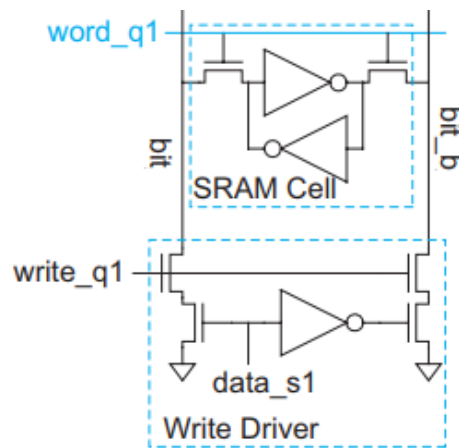 word_q1
bit
bit_b
SRAM Cell
write_q1
data_s1
Write Driver